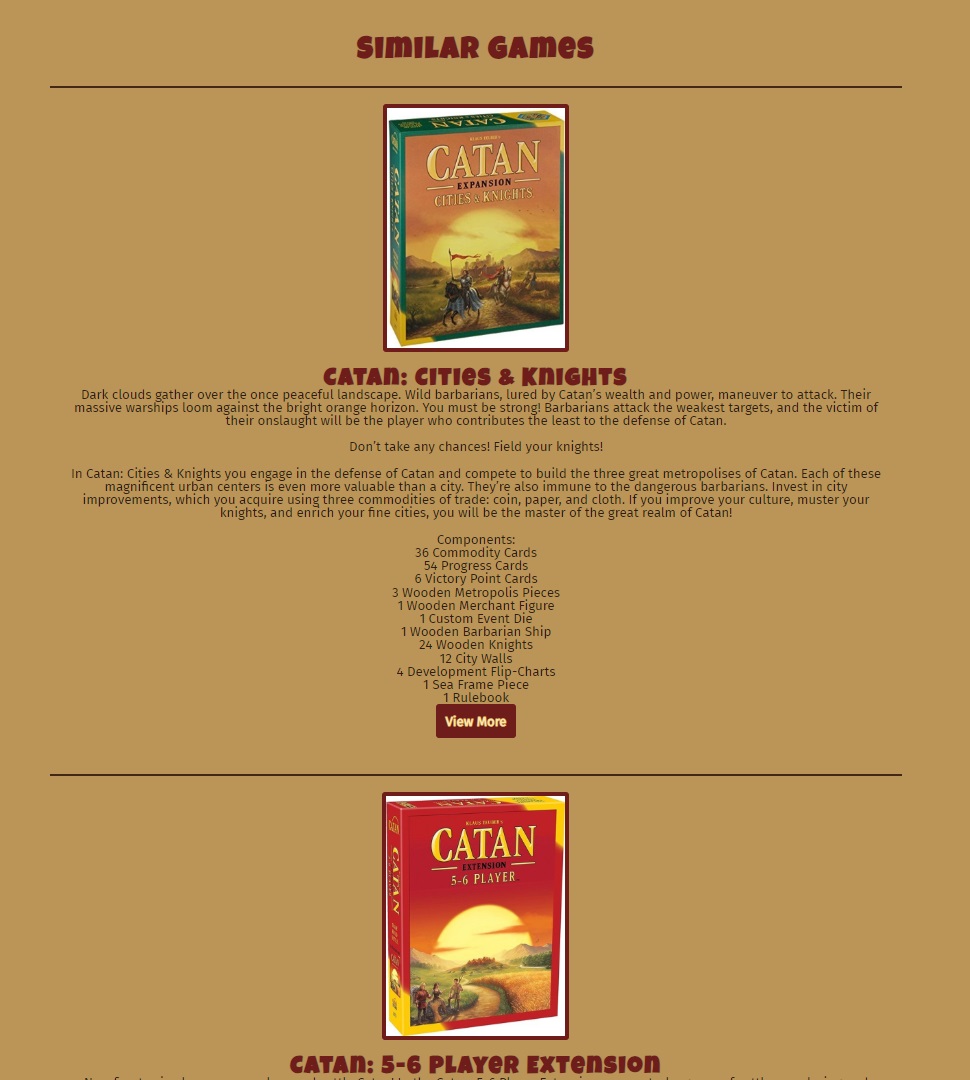 Similar Games
KLAUS TEUBER'S
CATAN
EXPANSION
CITIES & KNIGHTS
CATAN
CATAN
Catan: Cities & Knights
Dark clouds gather over the once peaceful landscape. Wild barbarians, lured by Catan’s wealth and power, maneuver to attack. Their
massive warships loom against the bright orange horizon. You must be strong! Barbarians attack the weakest targets, and the victim of
their onslaught will be the player who contributes the least to the defense of Catan.
Don’t take any chances! Field your knights!
In Catan: Cities & Knights you engage in the defense of Catan and compete to build the three great metropolises of Catan. Each of these
magnificent urban centers is even more valuable than a city. They’re also immune to the dangerous barbarians. Invest in city
improvements, which you acquire using three commodities of trade: coin, paper, and cloth. If you improve your culture, muster your
knights, and enrich your fine cities, you will be the master of the great realm of Catan!
Components:
36 Commodity Cards
54 Progress Cards
6 Victory Point Cards
3 Wooden Metropolis Pieces
1 Wooden Merchant Figure
1 Custom Event Die
1 Wooden Barbarian Ship
24 Wooden Knights
12 City Walls
4 Development Flip-Charts
1 Sea Frame Piece
1 Rulebook
View More
CATAN
KLAUS TEUBER'S
CATAN
EXTENSION
5-6 PLAYER
CATAN
Catan: 5-6 Player Extension